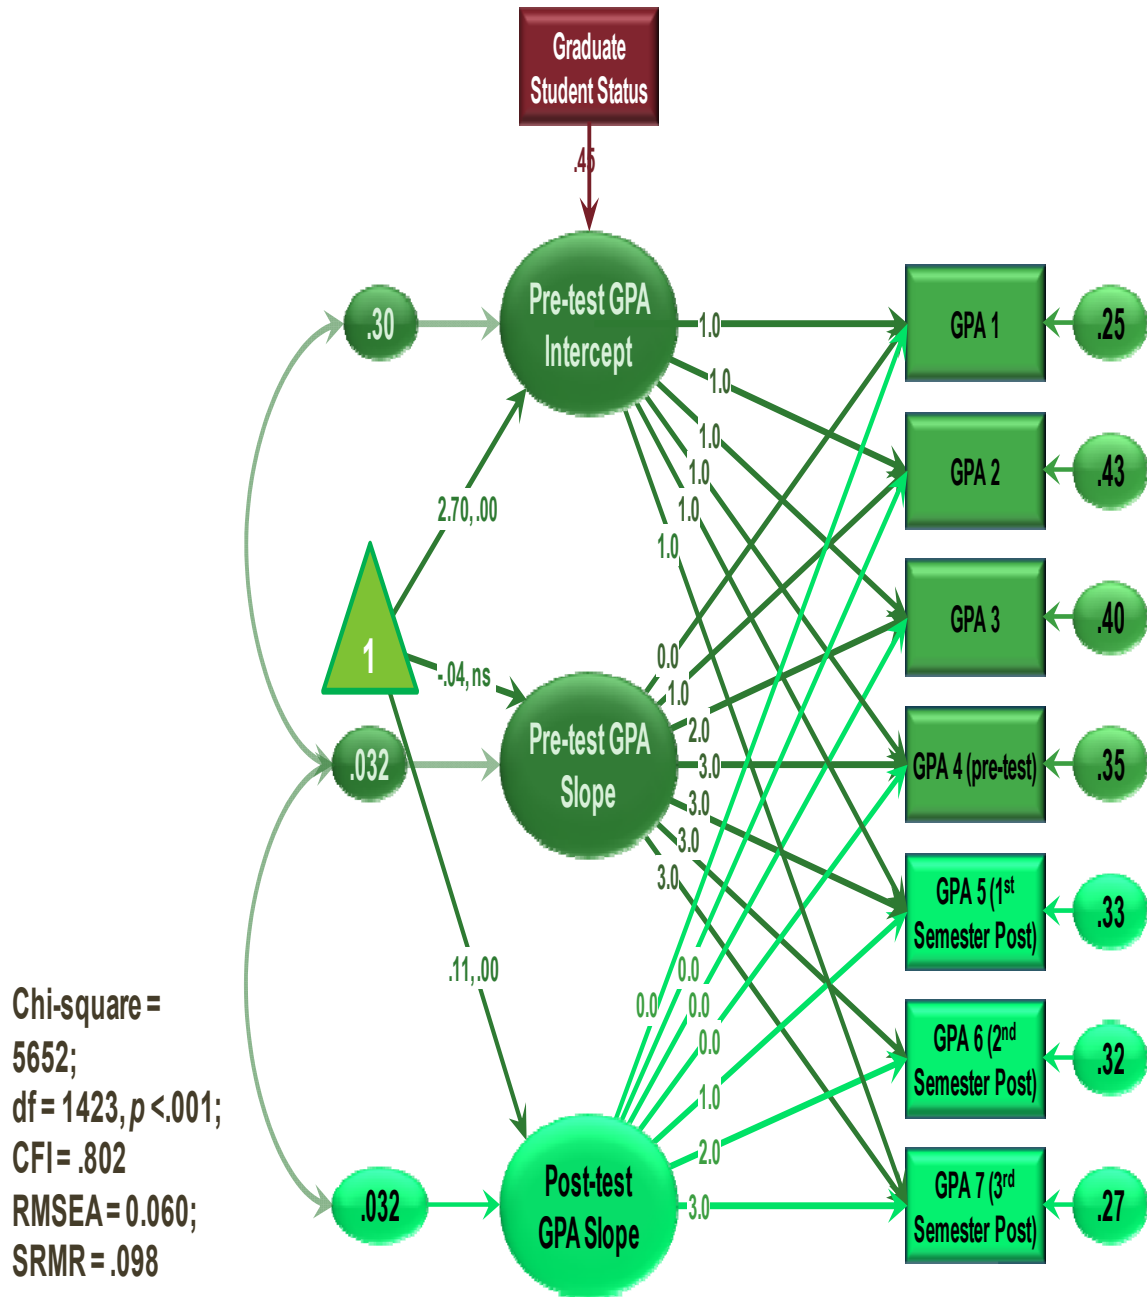 Graduate
Student Status
.45
Pre-test GPA
Intercept
.30
1.0
1.0
1.0
1.0
1.0
1.0
GPA 1
.25
GPA 2
.43
2.70, .00
1
-.04, ns
GPA 3
.40
0.0
1.0
2.0
3.0
3.0
3.0
3.0
.032
Pre-test GPA
Slope
GPA 4 (pre-test)
.35
GPA 5 (1st
Semester Post)
.33
.11, .00
0.0
0.0
0.0
0.0
1.0
2.0
3.0
GPA 6 (2nd
Semester Post)
.32
Chi-square =
5652;
df = 1423, p <.001;
CFI = .802
RMSEA = 0.060;
SRMR = .098
.032
Post-test
GPA Slope
GPA 7 (3rd
Semester Post)
.27